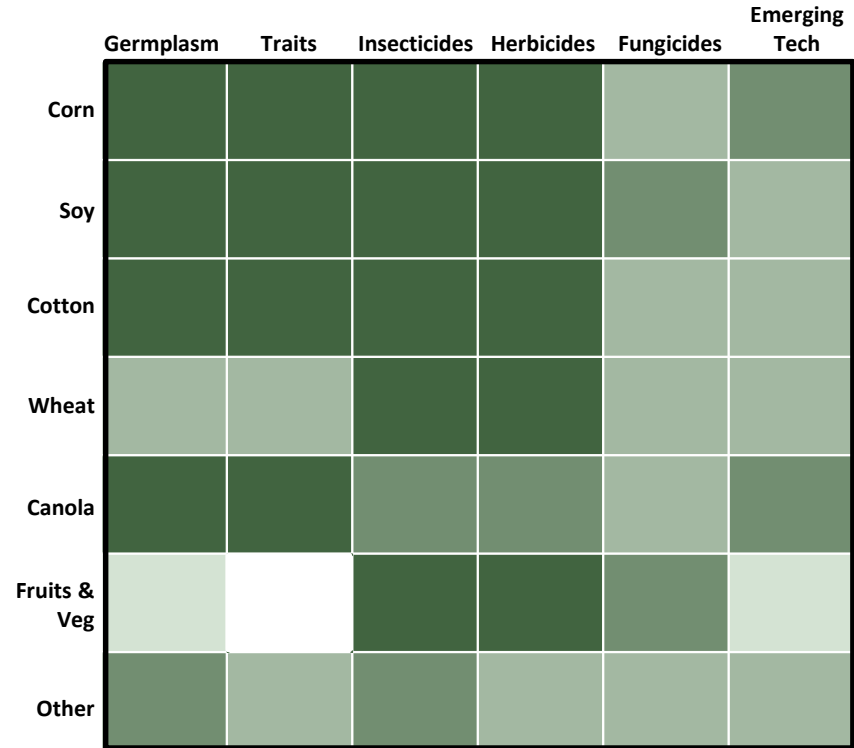 Germplasm Traits Insecticides Herbicides Fungicides Emerging
Tech
Corn
Soy
Cotton
Wheat
Canola
Fruits &
Veg
Other